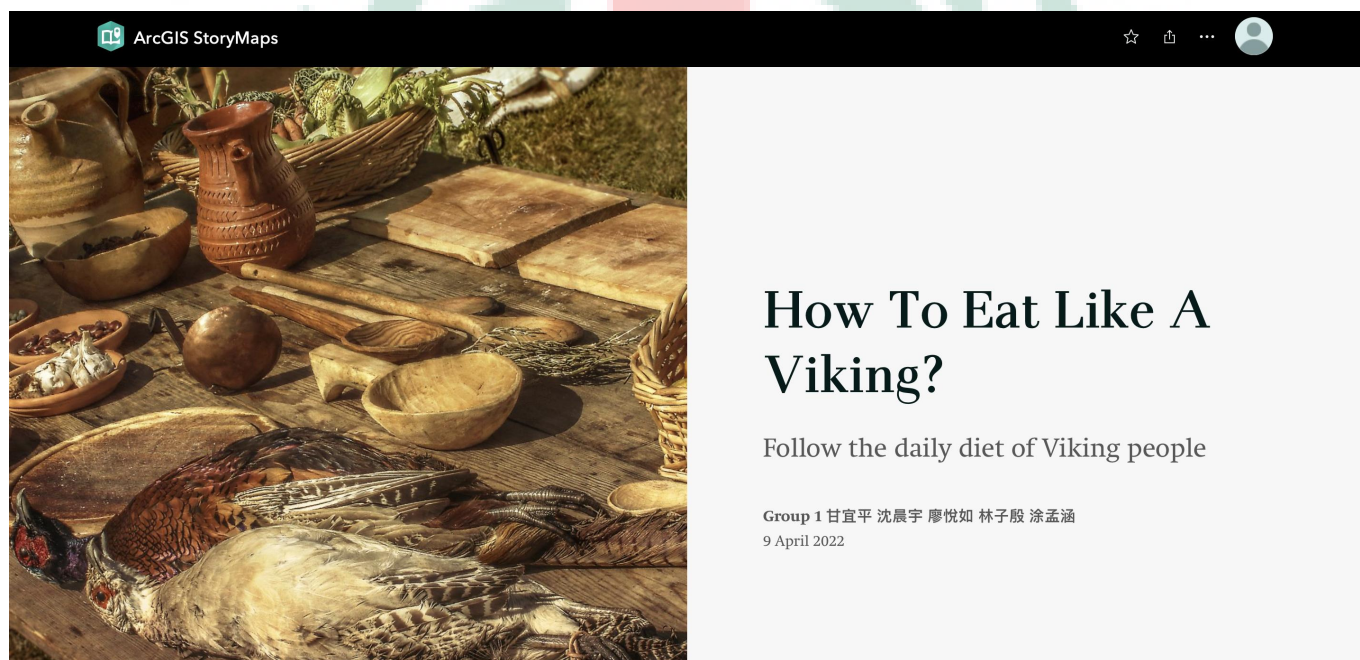 ArcGIS StoryMaps
How To Eat Like A
Viking?
Follow the daily diet of Viking people
Group 1 甘宜平 沈晨宇 廖悅如 林子殷 涂孟涵
9 April 2022